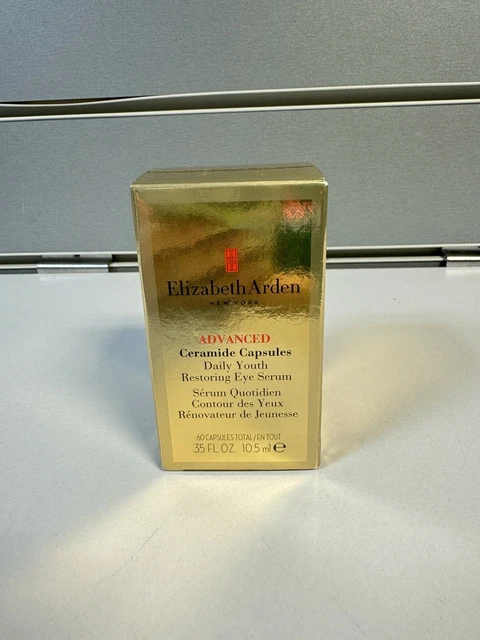 Elizabeth Arden
NEW YORK
ADVANCED
Ceramide Capsules
Daily Youth
Restoring Eye Serum
Sérum Quotidien
Contour des Yeux
Rénovateur de Jeunesse
60 CAPSULES TOTAL/EN TOUT
.35 FL. OZ. 10.5 ml ℮